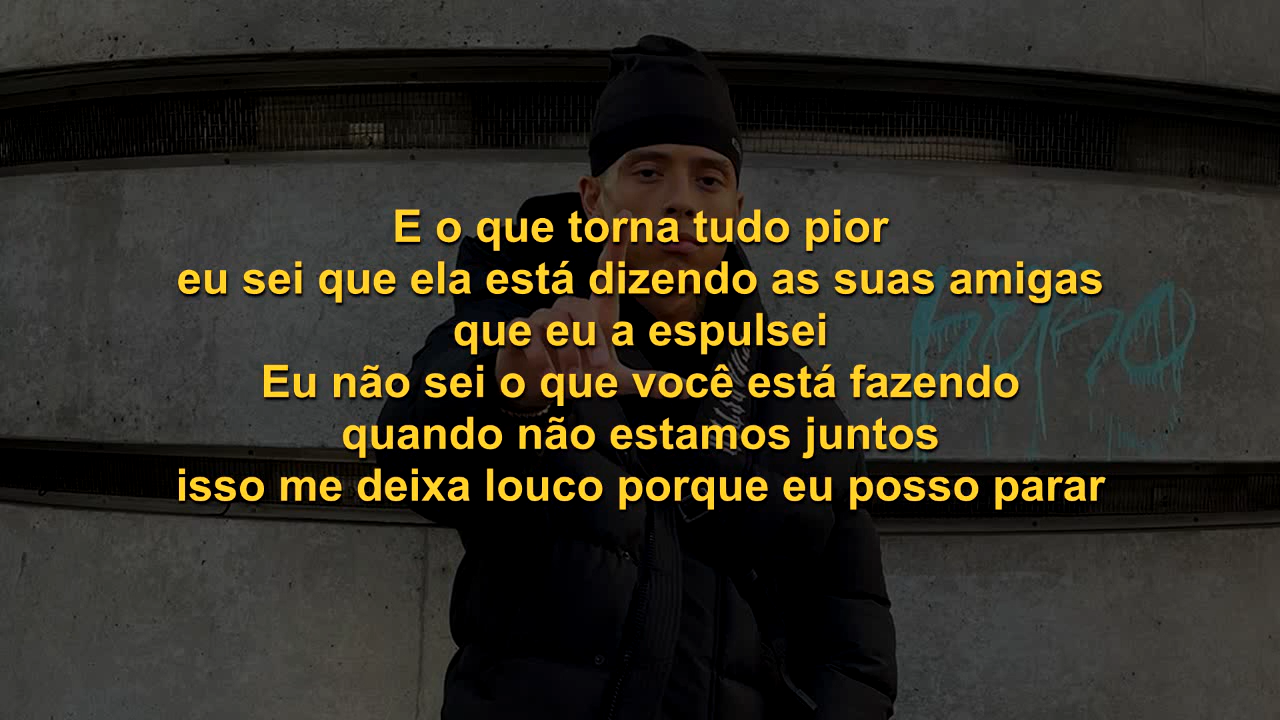 E o que torna tudo pior
eu sei que ela está dizendo as suas amigas
que eu a espulsei
Eu não sei o que você está fazendo
quando não estamos juntos
isso me deixa louco porque eu posso parar